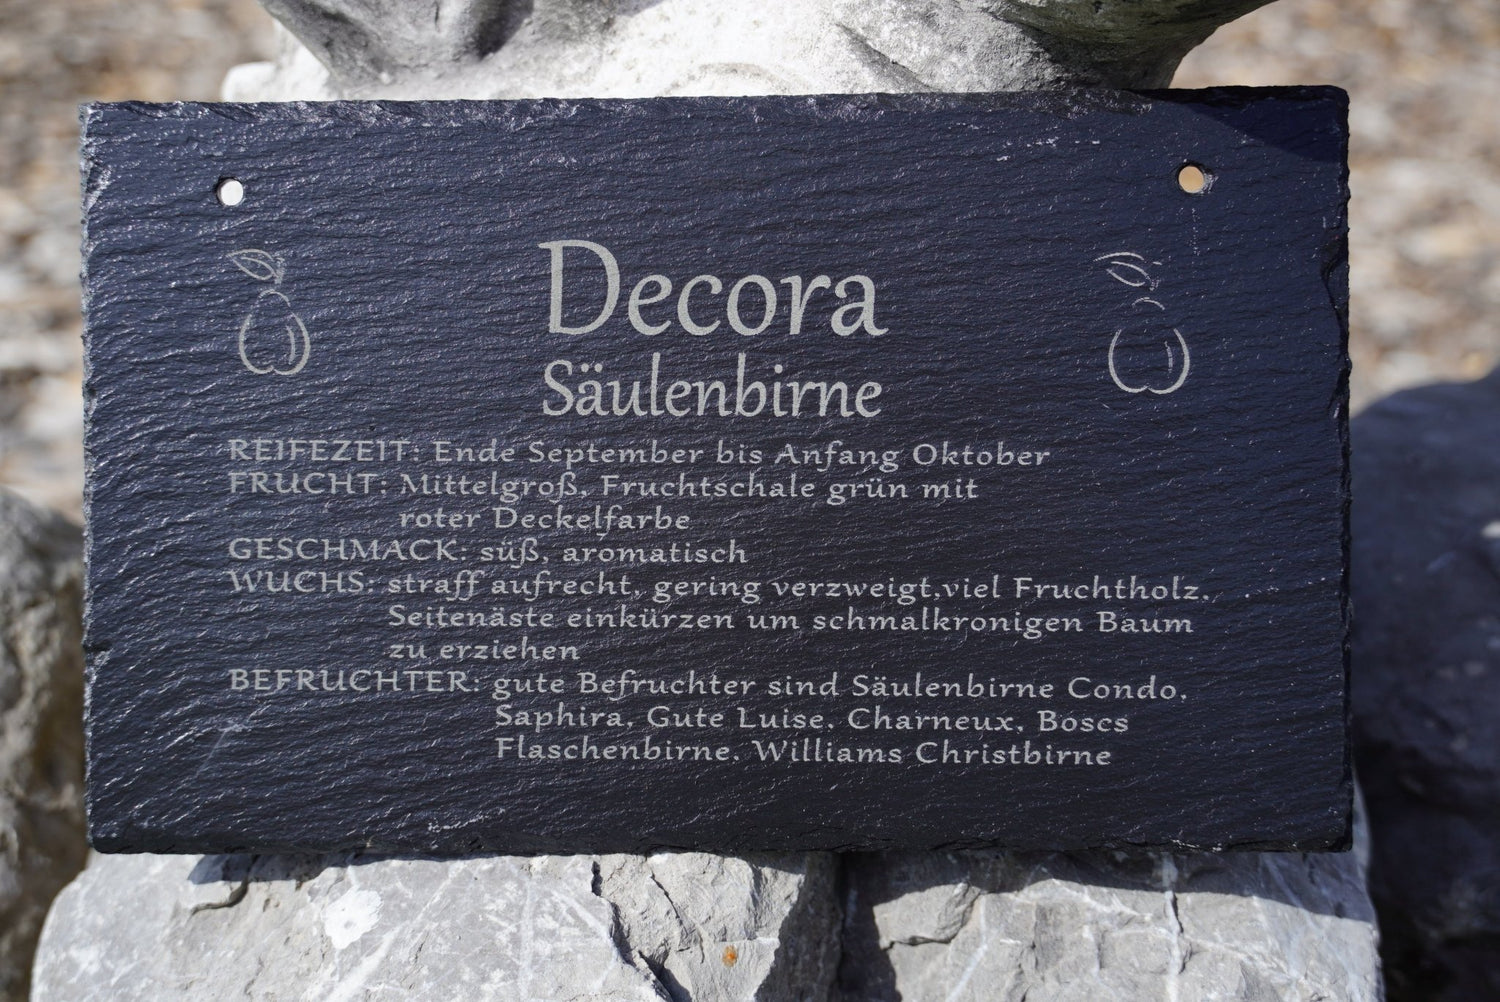 Decora
Säulenbirne
REIFEZEIT: Ende September bis Anfang Oktober
FRUCHT: Mittelgroß, Fruchtschale grün mit
roter Deckelfarbe
GESCHMACK: süß, aromatisch
WUCHS: straff aufrecht, gering verzweigt,viel Fruchtholz,
Seitenäste einkürzen um schmalkronigen Baum
zu erziehen
BEFRUCHTER: gute Befruchter sind Säulenbirne Condo,
Saphira, Gute Luise, Charneux, Boscs
Flaschenbirne, Williams Christbirne